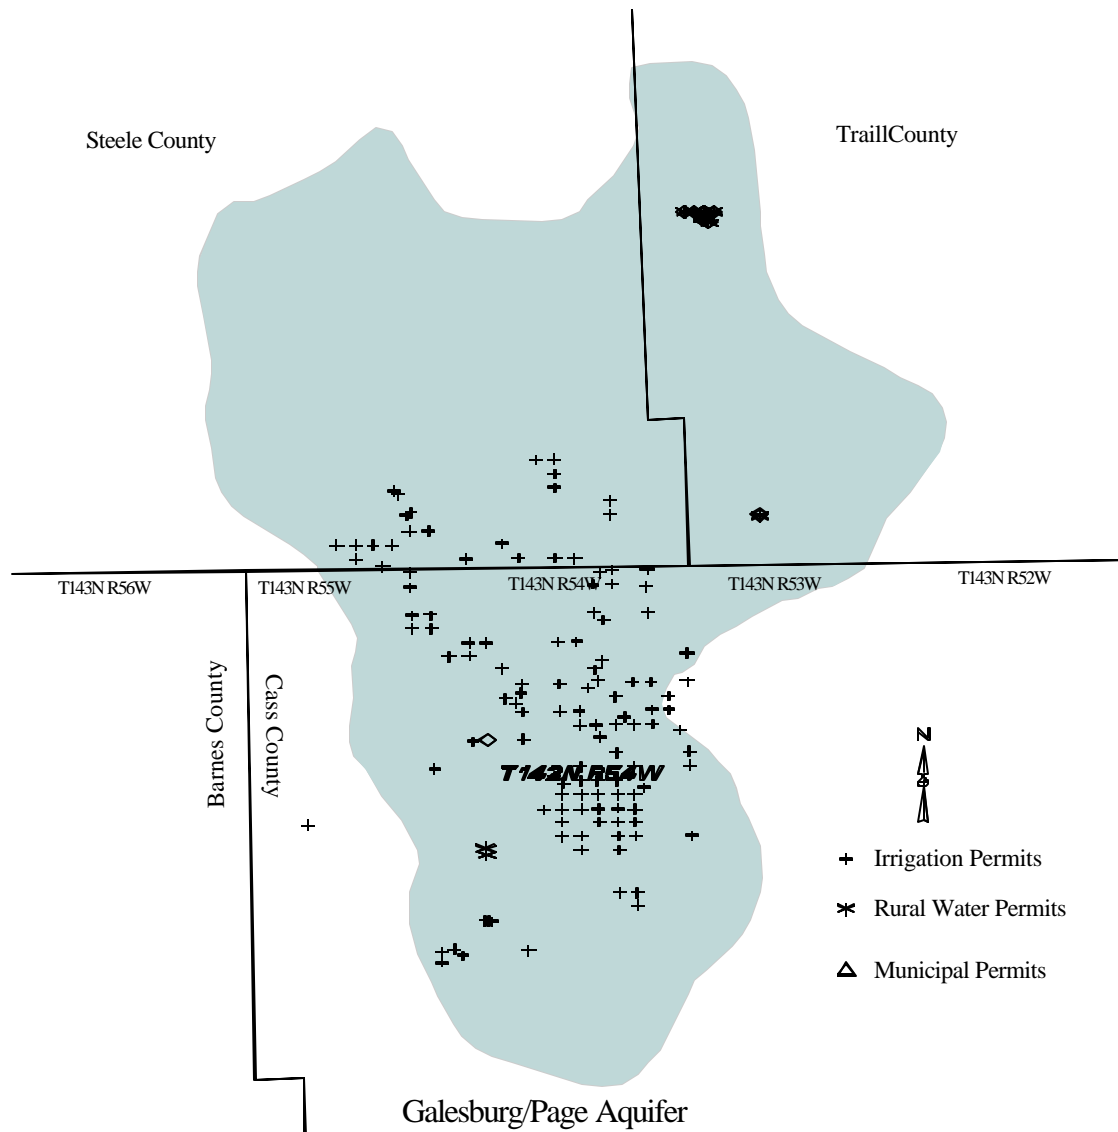 Steele County
TraillCounty
T143N R56W
T143N R55W
T143N R54W
T143N R53W
T143N R52W
Barnes County
Cass County
T142N R54W
N
Irrigation Permits
Rural Water Permits
Municipal Permits
Galesburg/Page Aquifer